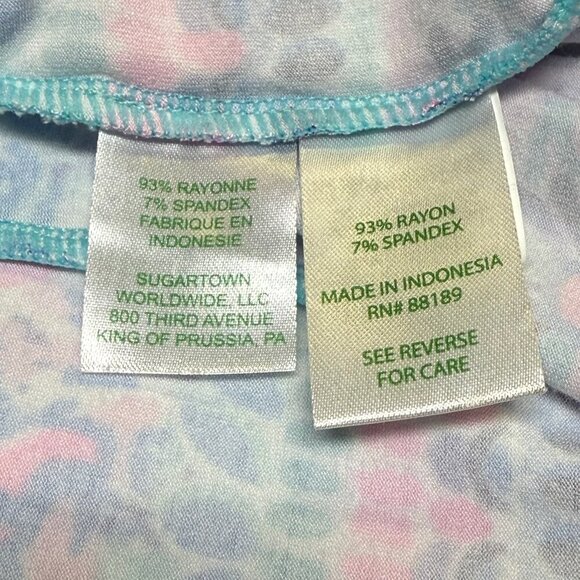 93% RAYONNE
7% SPANDEX
FABRIQUE EN
INDONESIE
SUGARTOWN
WORLDWIDE, LLC
800 THIRD AVENUE
KING OF PRUSSIA, PA
93% RAYON
7% SPANDEX
MADE IN INDONESIA
RN# 88189
SEE REVERSE
FOR CARE